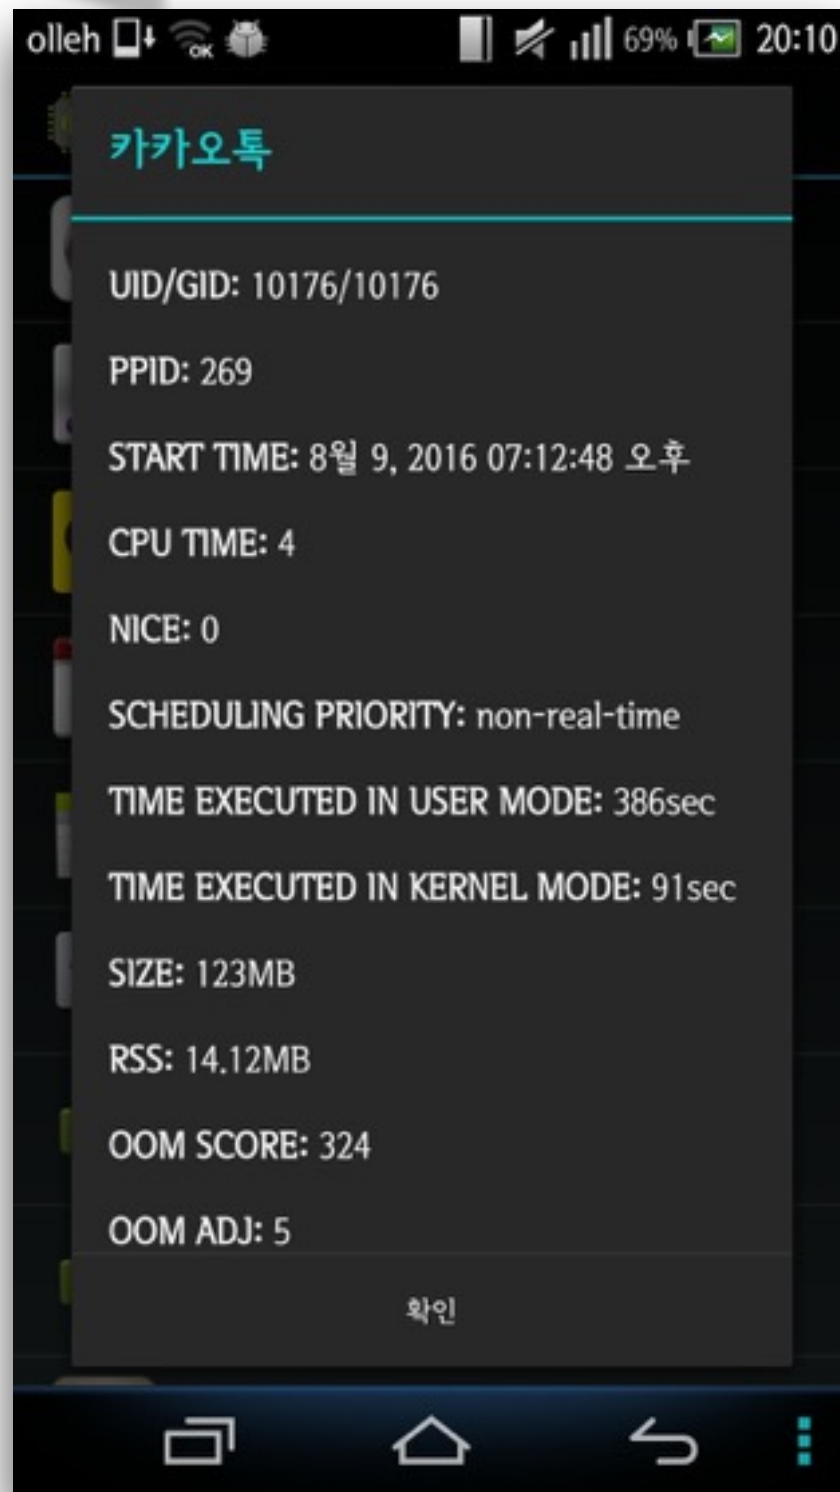 olleh OK 69% 20:10
카카오톡
UID/GID: 10176/10176
PPID: 269
START TIME: 8월 9, 2016 07:12:48 오후
CPU TIME: 4
NICE: 0
SCHEDULING PRIORITY: non-real-time
TIME EXECUTED IN USER MODE: 386sec
TIME EXECUTED IN KERNEL MODE: 91sec
SIZE: 123MB
RSS: 14.12MB
OOM SCORE: 324
OOM ADJ: 5
확인